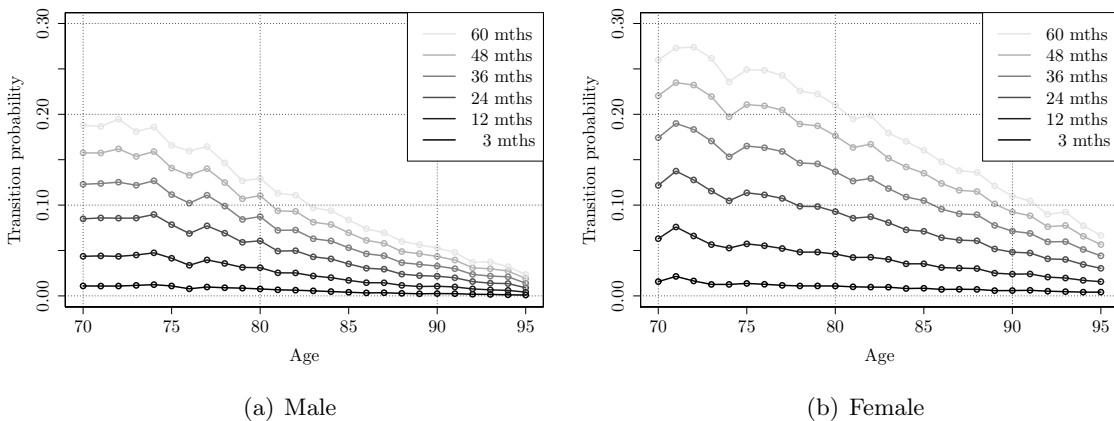 Transition probability
0.00 0.10 0.20 0.30
60 mths
48 mths
36 mths
24 mths
12 mths
3 mths
70 75 80 85 90 95
Age
(a) Male
Transition probability
0.00 0.10 0.20 0.30
60 mths
48 mths
36 mths
24 mths
12 mths
3 mths
70 75 80 85 90 95
Age
(b) Female